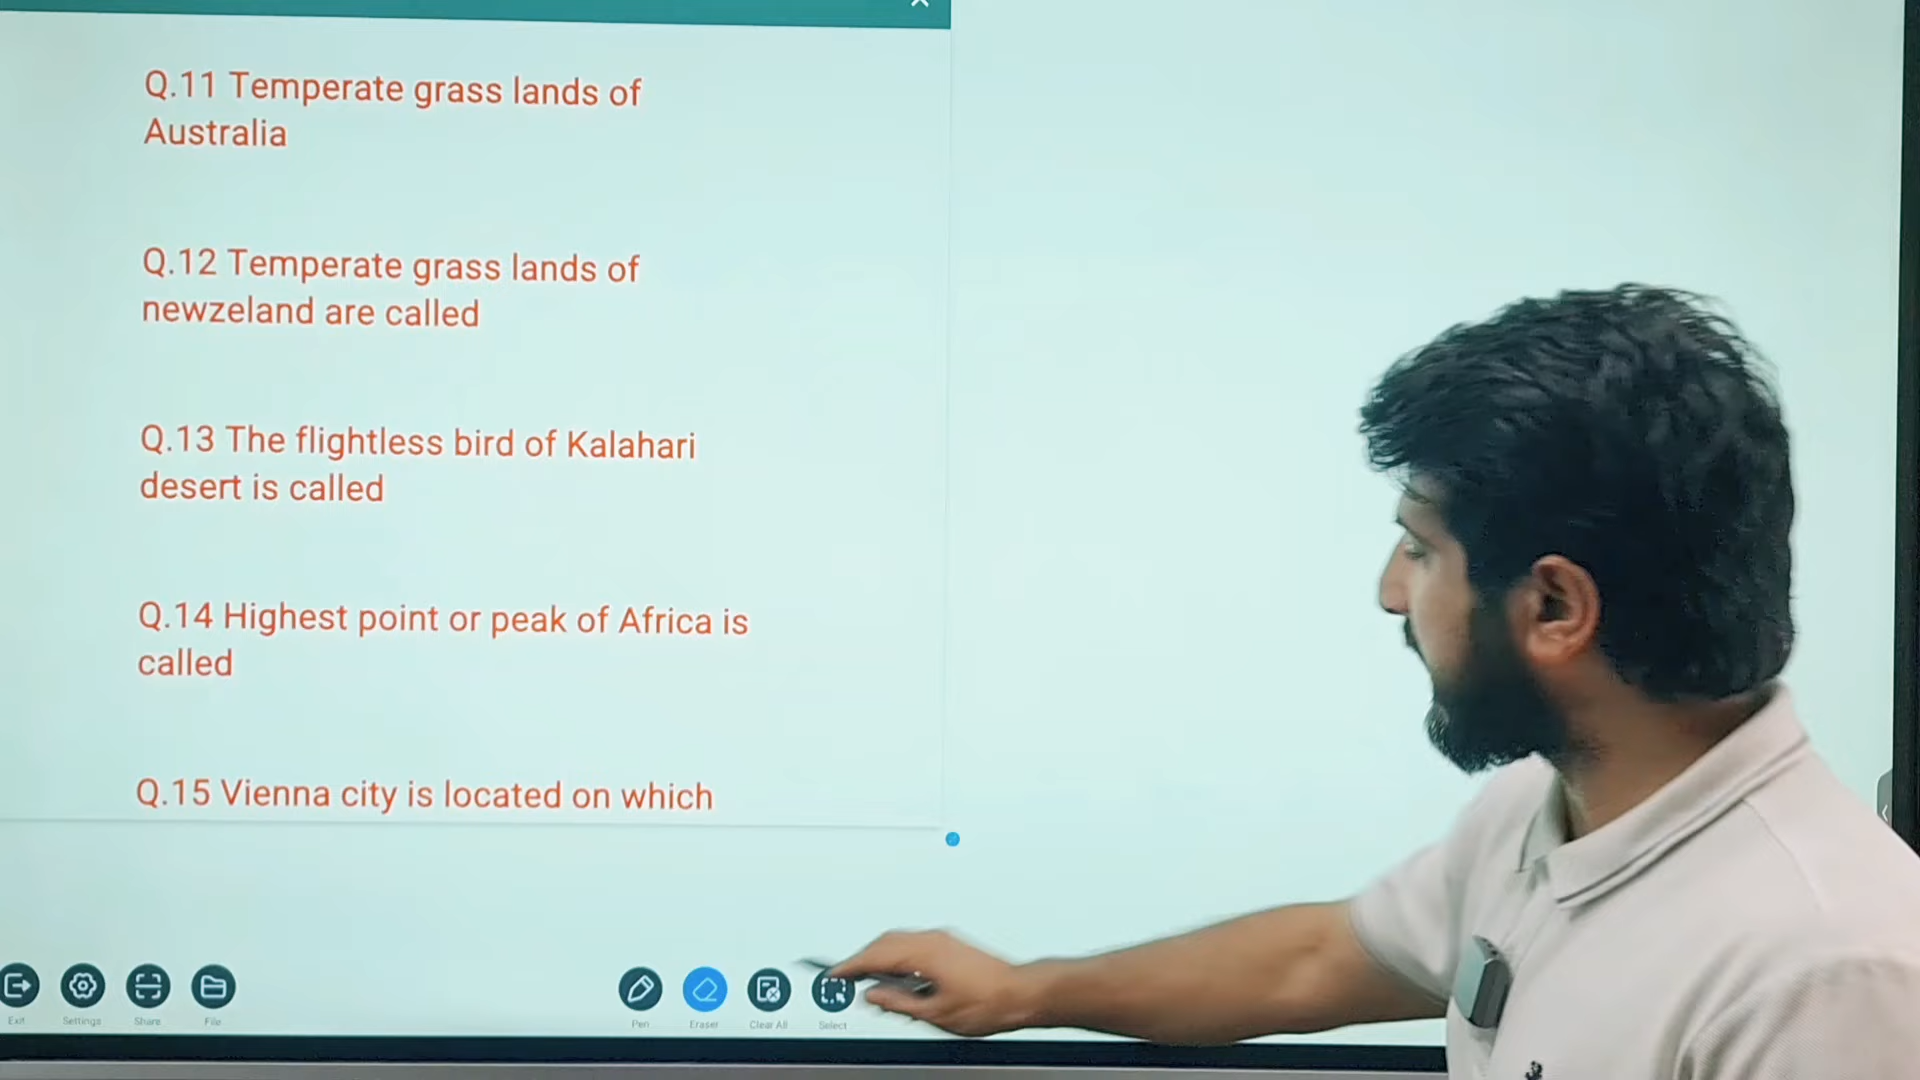 Q.11 Temperate grass lands of
Australia
Q.12 Temperate grass lands of
newzeland are called
Q.13 The flightless bird of Kalahari
desert is called
Q.14 Highest point or peak of Africa is
called
Q.15 Vienna city is located on which
Exit Settings Share File Pen Eraser Clear All Select